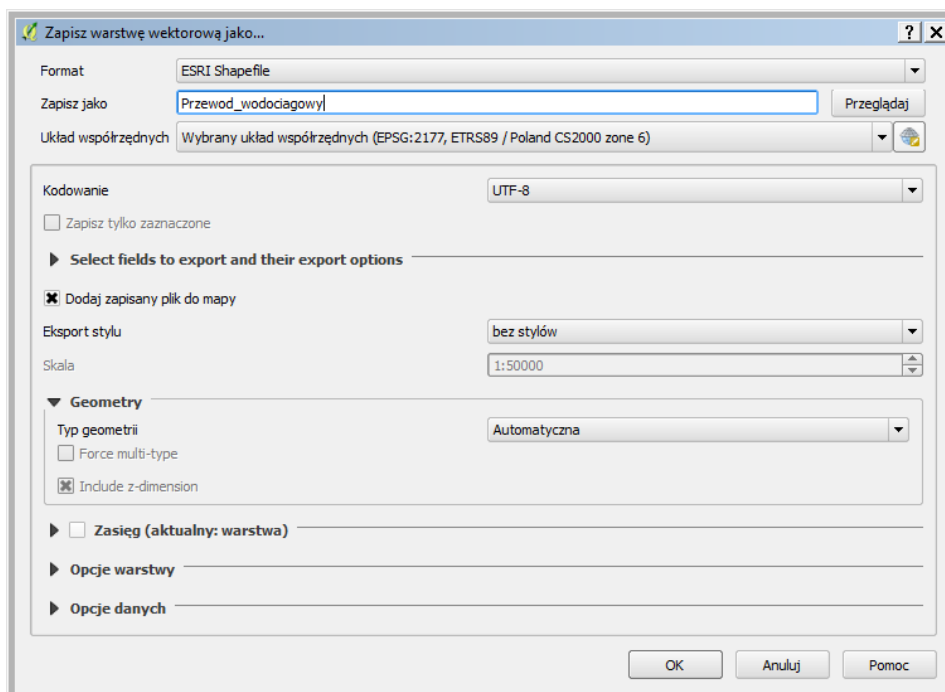 Zapisz warstwę wektorową jako...
Format ESRI Shapefile
Zapisz jako Przewod_wodociagowy Przeglądaj
Układ współrzędnych Wybrany układ współrzędnych (EPSG:2177, ETRS89 / Poland CS2000 zone 6)
Kodowanie UTF-8
Zapisz tylko zaznaczone
Select fields to export and their export options
Dodaj zapisany plik do mapy
Eksport stylu bez stylów
Skala 1:50000
Geometry
Typ geometrii Automatyczna
Force multi-type
Include z-dimension
Zasięg (aktualny: warstwa)
Opcje warstwy
Opcje danych
OK Anuluj Pomoc